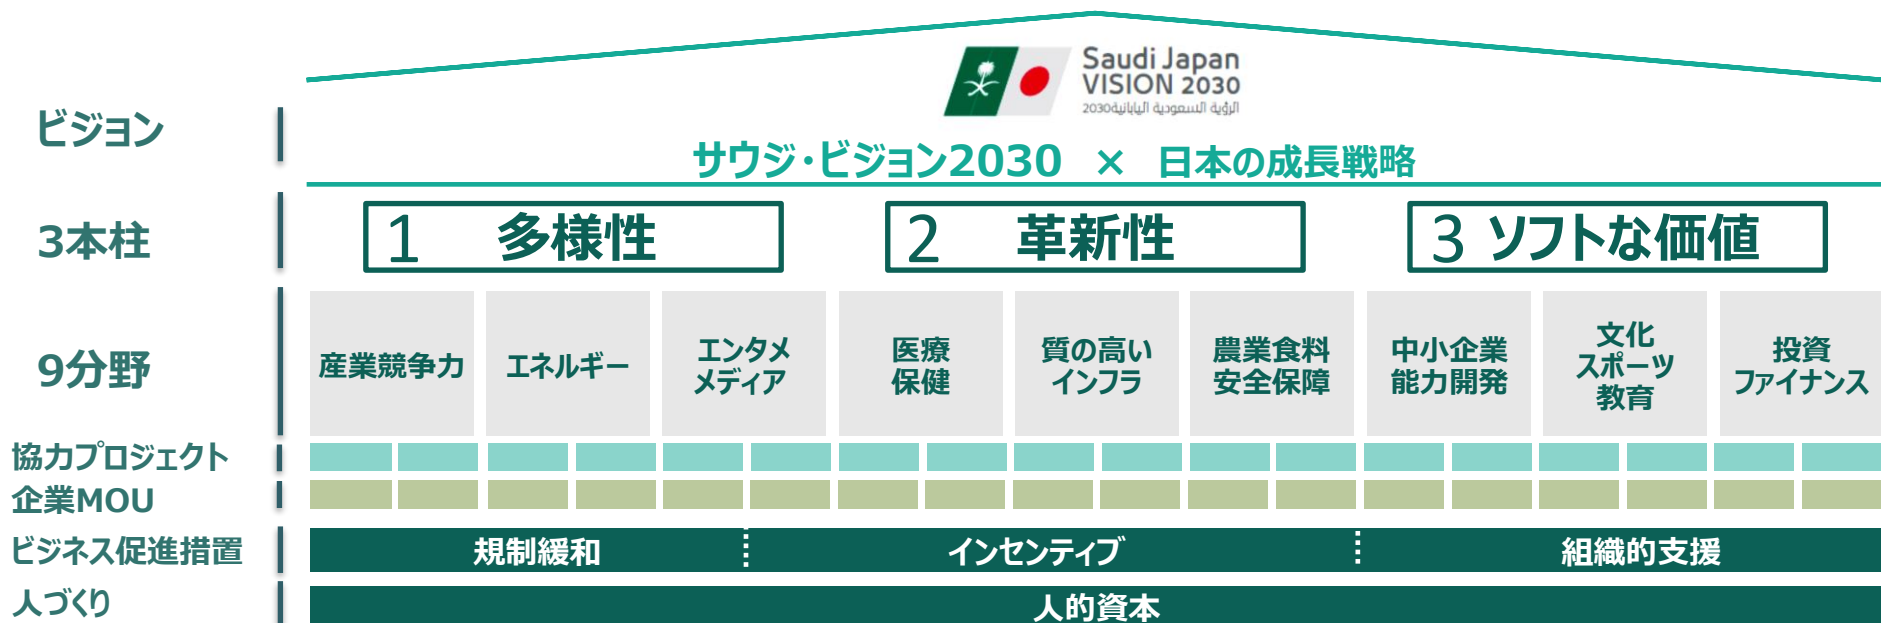 Saudi Japan
VISION 2030
الرؤية السعودية اليابانية 2030
ビジョン
サウジ・ビジョン2030 × 日本の成長戦略
3本柱
1 多様性
2 革新性
3 ソフトな価値
9分野
産業競争力
エネルギー
エンタメ
メディア
医療
保健
質の高い
インフラ
農業食料
安全保障
中小企業
能力開発
文化
スポーツ
教育
投資
ファイナンス
協力プロジェクト
企業MOU
ビジネス促進措置
規制緩和
インセンティブ
組織的支援
人づくり
人的資本